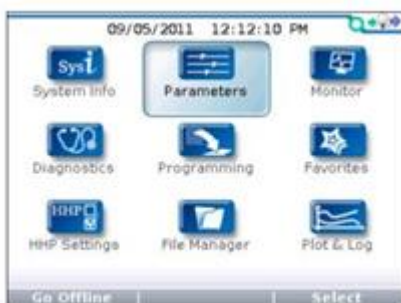 09/05/2011 12:12:10 PM
Sysi
System Info
Parameters
Monitor
Diagnostics
Programming
Favorites
HHP
HHP Settings
File Manager
Plot & Log
Go Offline
Select